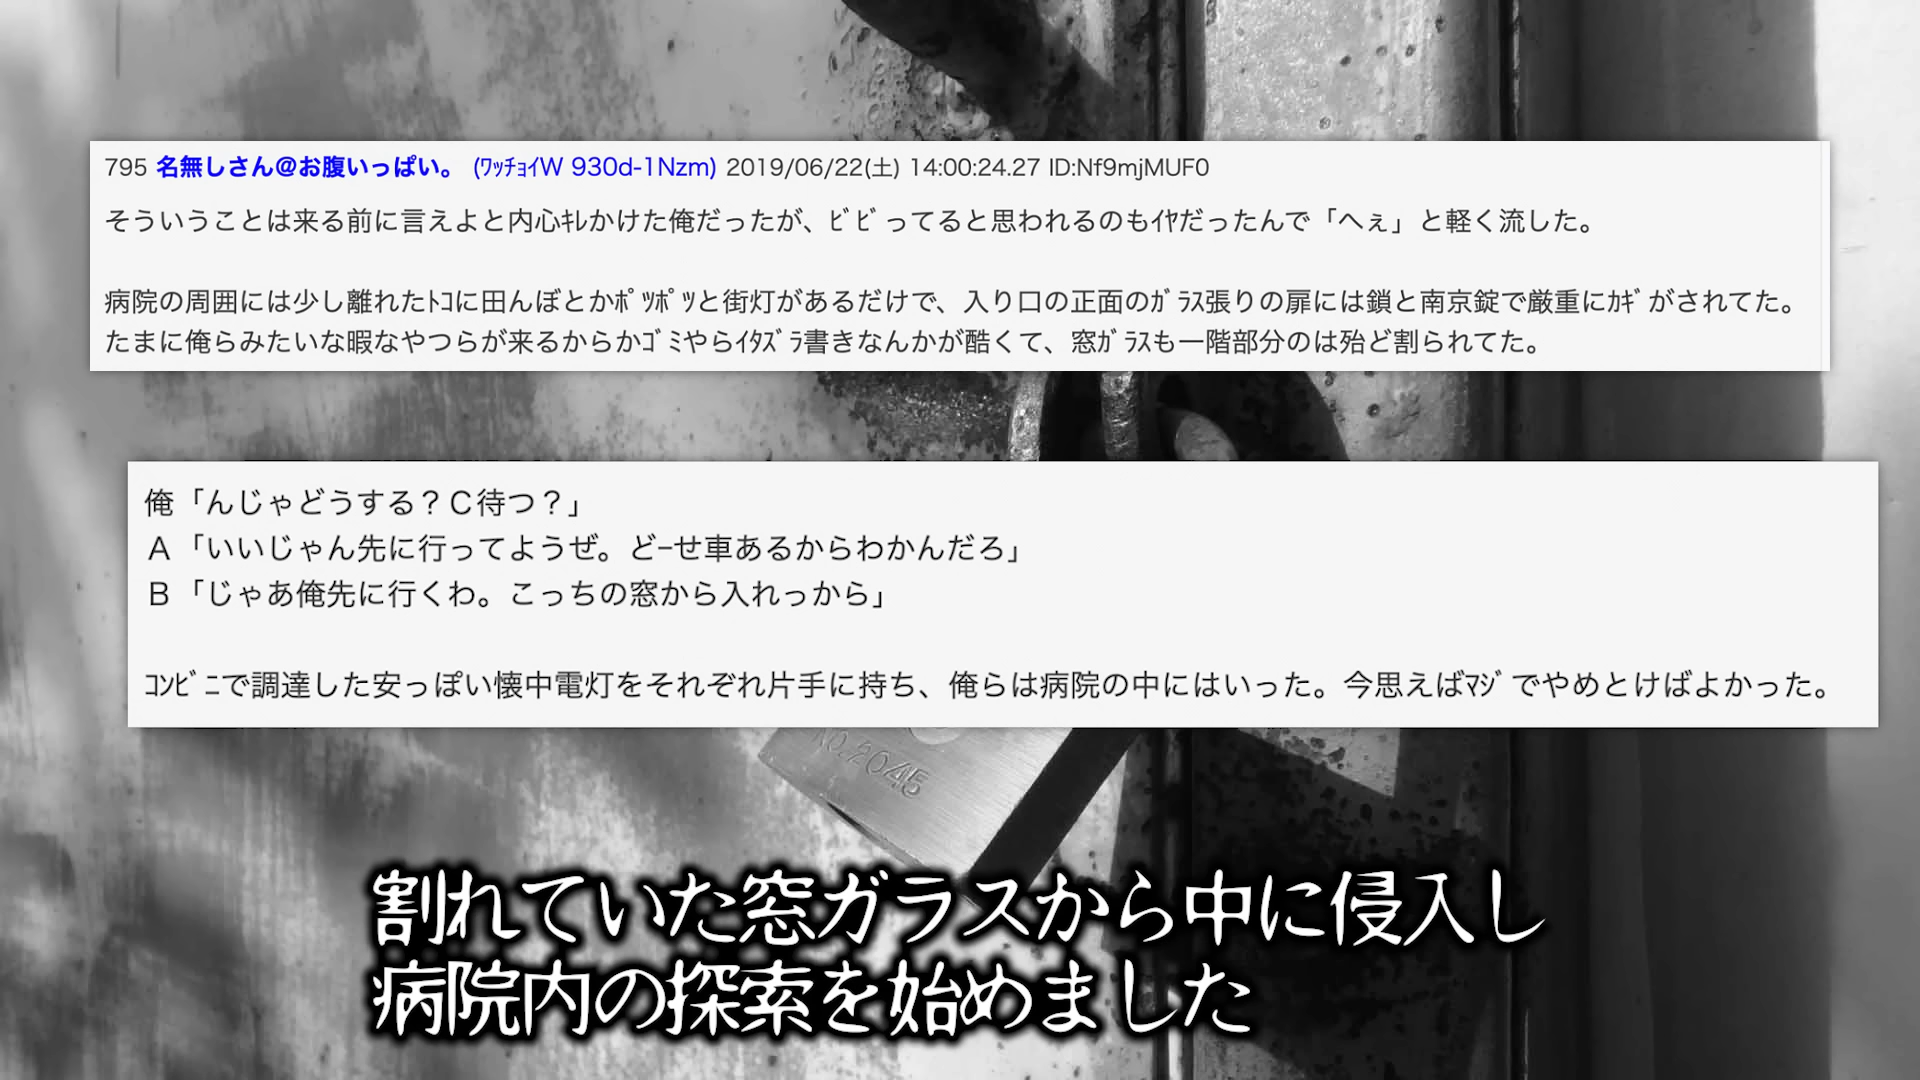 795 名無しさん＠お腹いっぱい。 (ﾜｯﾁｮｲW 930d-1Nzm) 2019/06/22(土) 14:00:24.27 ID:Nf9mjMUF0
そういうことは来る前に言えよと内心ｷﾚかけた俺だったが、ﾋﾞﾋﾞってると思われるのもｲﾔだったんで「へぇ」と軽く流した。
病院の周囲には少し離れたﾄｺに田んぼとかﾎﾟﾂﾎﾟﾂと街灯があるだけで、入り口の正面のｶﾞﾗｽ張りの扉には鎖と南京錠で厳重にｶｷﾞがされてた。
たまに俺らみたいな暇なやつらが来るからかｺﾞﾐやらｲﾀｽﾞﾗ書きなんかが酷くて、窓ｶﾞﾗｽも一階部分のは殆ど割られてた。
俺「んじゃどうする？Ｃ待つ？」
Ａ「いいじゃん先に行ってようぜ。どｰせ車あるからわかんだろ」
Ｂ「じゃあ俺先に行くわ。こっちの窓から入れっから」
ｺﾝﾋﾞﾆで調達した安っぽい懐中電灯をそれぞれ片手に持ち、俺らは病院の中にはいった。今思えばﾏｼﾞでやめとけばよかった。
No.2045
割れていた窓ガラスから中に侵入し
病院内の探索を始めました